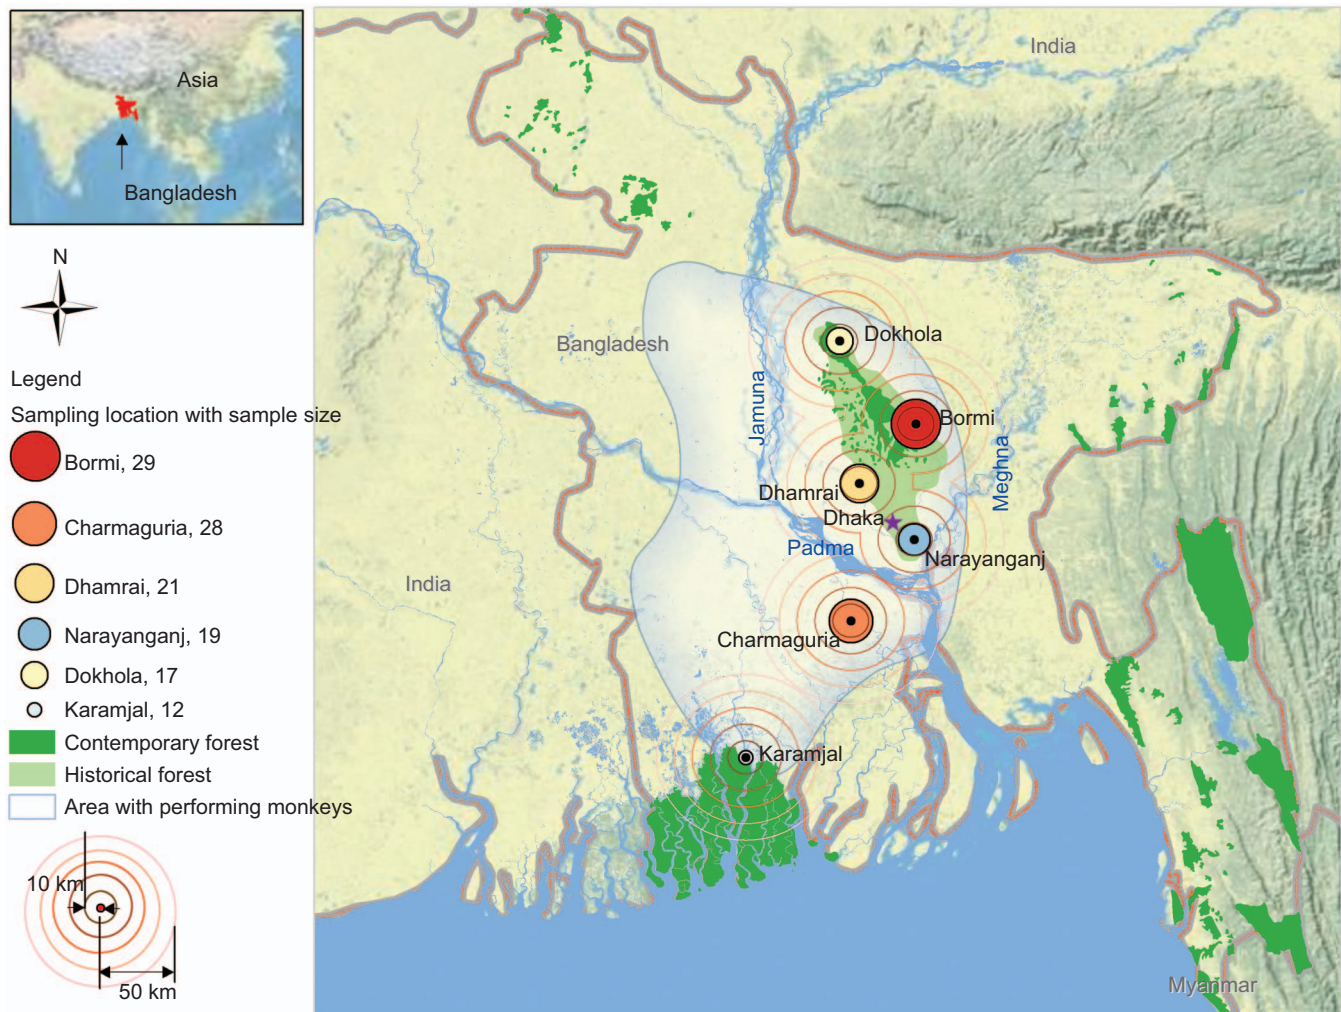 Asia
Bangladesh
N
Legend
Sampling location with sample size
Bormi, 29
Charmaguria, 28
Dhamrai, 21
Narayanganj, 19
Dokhola, 17
Karamjal, 12
Contemporary forest
Historical forest
Area with performing monkeys
10 km
50 km
India
Bangladesh
Jamuna
Dokhola
Bormi
Meghna
Dhamrai
Dhaka
Padma
Narayanganj
India
Charmaguria
Karamjal
Myanmar